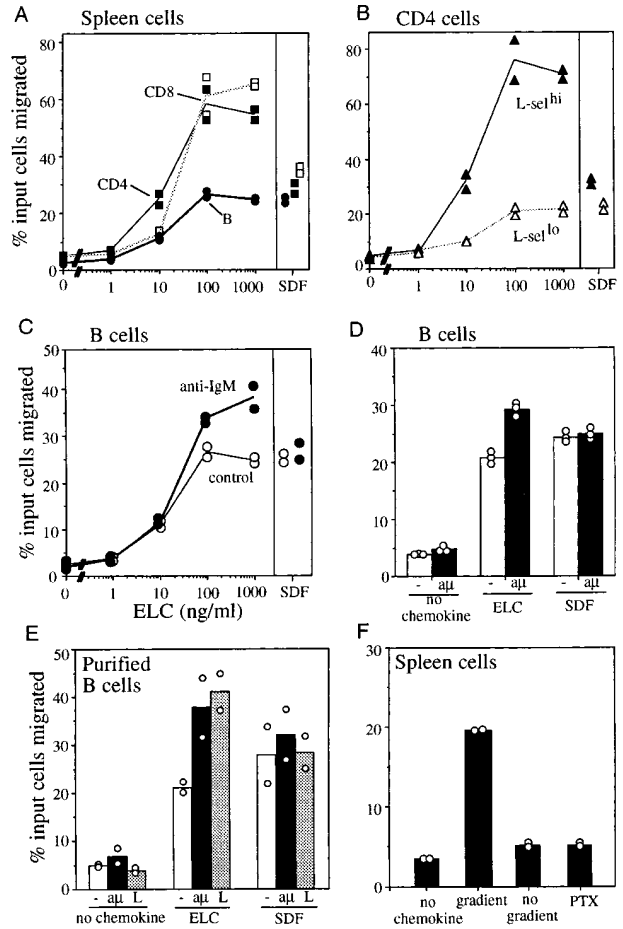 A
Spleen cells
% input cells migrated
80
60
40
20
0
CD8
CD4
B
0 1 10 100 1000 SDF
B
CD4 cells
80
60
40
20
0
L-sel hi
L-sel lo
0 1 10 100 1000 SDF
C
B cells
% input cells migrated
50
40
30
20
10
0
anti-IgM
control
0 1 10 100 1000 SDF
ELC (ng/ml)
D
B cells
40
30
20
10
0
- aμ - aμ - aμ
no chemokine ELC SDF
E
Purified
B cells
% input cells migrated
50
40
30
20
10
0
- aμ L - aμ L - aμ L
no chemokine ELC SDF
F
Spleen cells
30
20
10
0
no chemokine gradient no gradient PTX